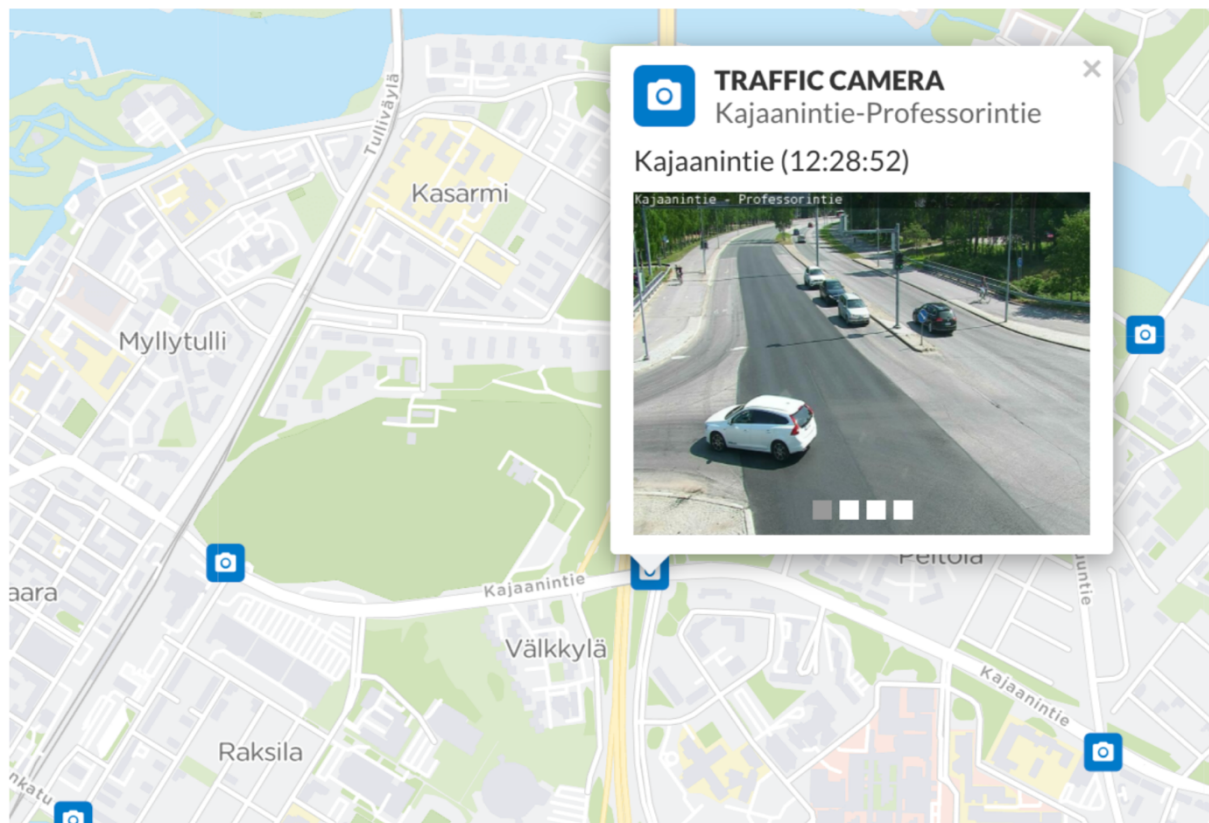 Tulliväylä
TRAFFIC CAMERA
Kajaanintie-Professorintie
×
Kajaanintie (12:28:52)
Kajaanintie - Professorintie
Kasarmi
Myllytulli
Peltola
Kajaanintie
aara
untie
Välkkylä
Kajaanintie
Raksila
nkatu